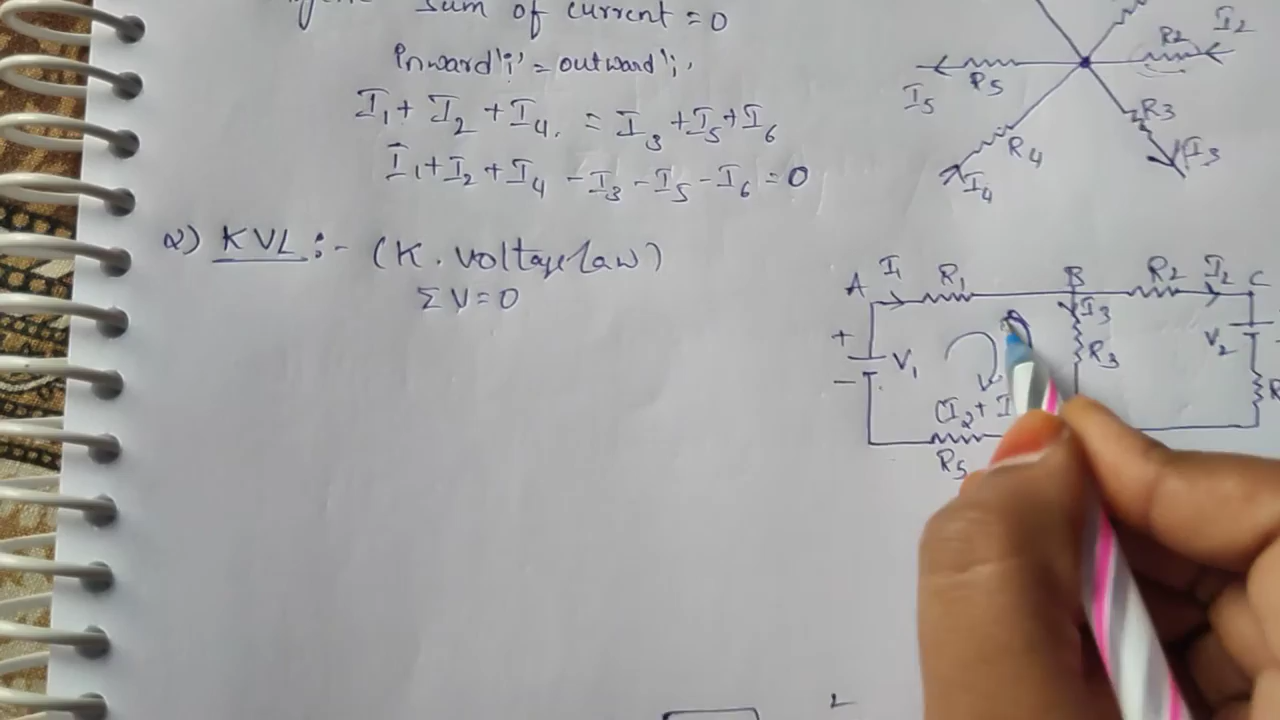 Sum of current = 0
inward 'i' = outward 'i'
I₁ + I₂ + I₄ = I₃ + I₅ + I₆
I₁ + I₂ + I₄ - I₃ - I₅ - I₆ = 0
2) KVL :- (K. voltage law)
Σ V = 0
R₂ I₂
I₅ R₅
R₃
I₃
R₄
I₄
A I₁ R₁ B R₂ I₂ C
I₃
+ V₁ R₃ V₂
-
(I₂ + I
R₅